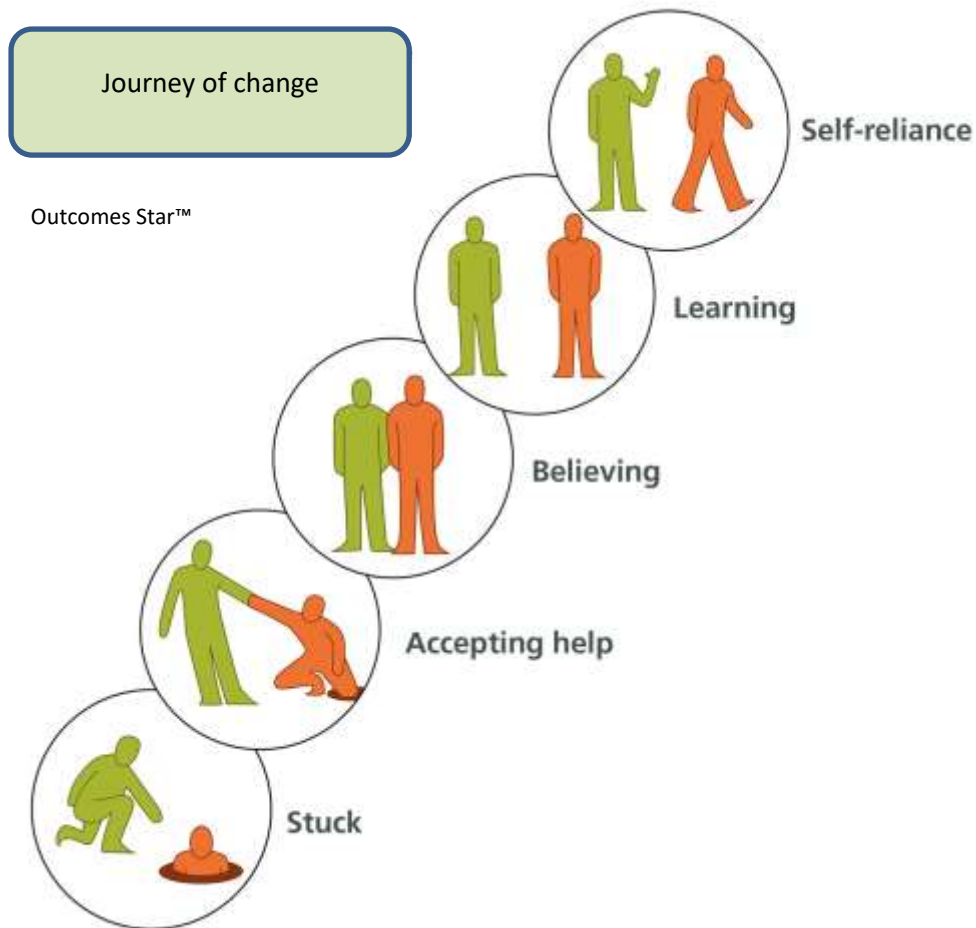 Journey of change
Outcomes Star™
Self-reliance
Learning
Believing
Accepting help
Stuck